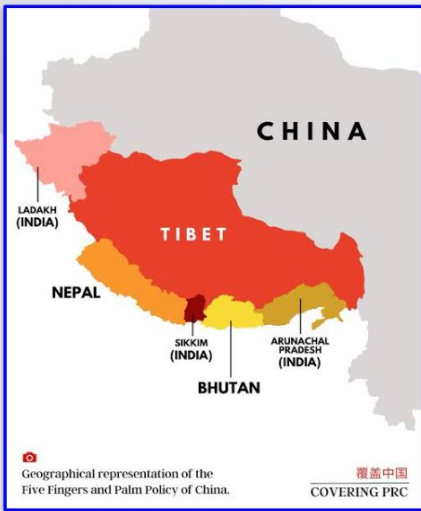 CHINA
LADAKH
(INDIA)
TIBET
NEPAL
SIKKIM
(INDIA)
ARUNACHAL
PRADESH
(INDIA)
BHUTAN
Geographical representation of the
Five Fingers and Palm Policy of China.
覆盖中国
COVERING PRC